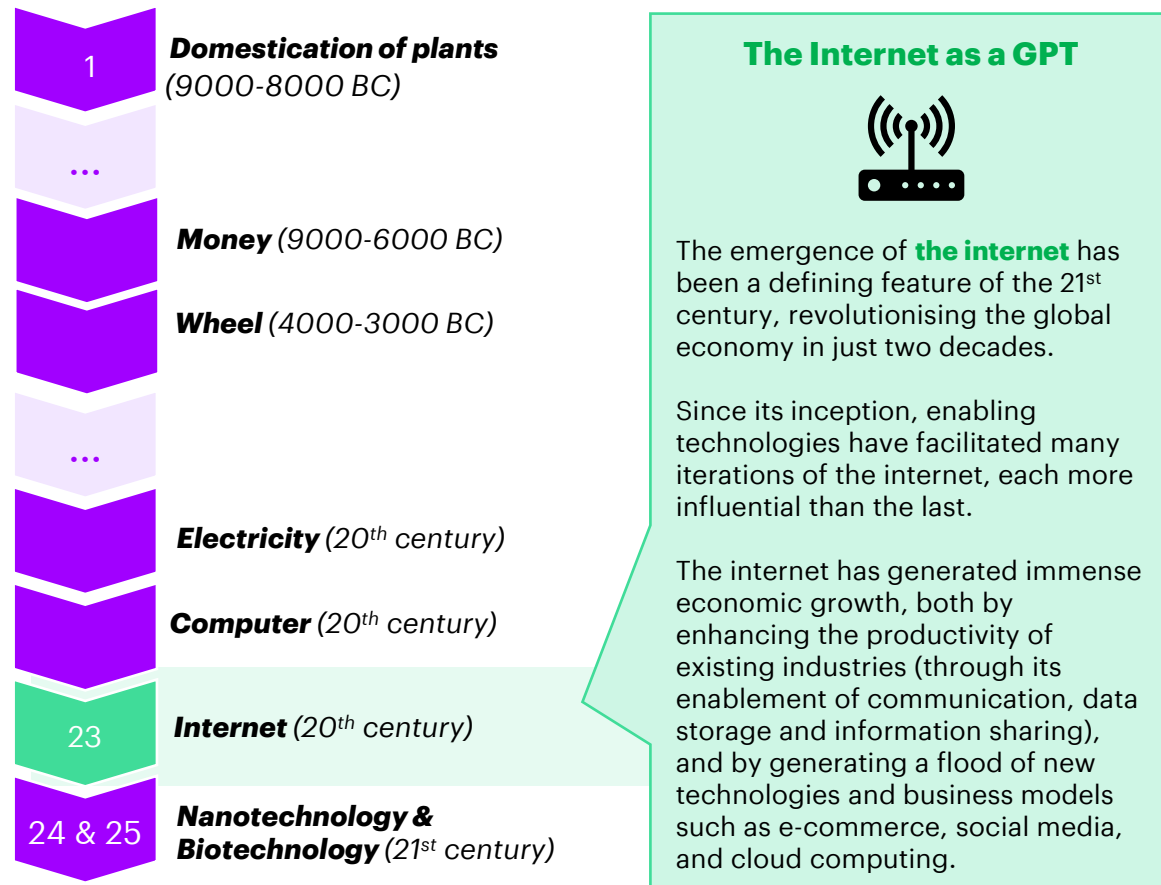 1
Domestication of plants
(9000-8000 BC)
...
Money (9000-6000 BC)
Wheel (4000-3000 BC)
...
Electricity (20th century)
Computer (20th century)
23
Internet (20th century)
24 & 25
Nanotechnology &
Biotechnology (21st century)
The Internet as a GPT
The emergence of the internet has
been a defining feature of the 21st
century, revolutionising the global
economy in just two decades.
Since its inception, enabling
technologies have facilitated many
iterations of the internet, each more
influential than the last.
The internet has generated immense
economic growth, both by
enhancing the productivity of
existing industries (through its
enablement of communication, data
storage and information sharing),
and by generating a flood of new
technologies and business models
such as e-commerce, social media,
and cloud computing.